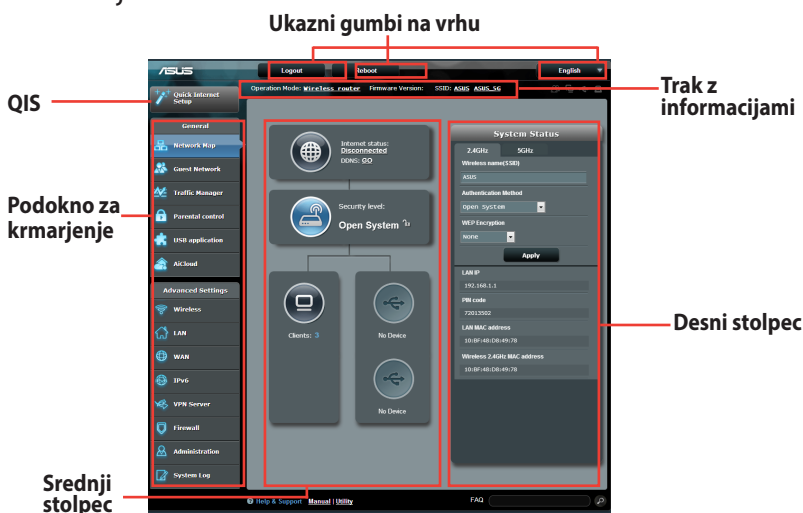 Ukazni gumbi na vrhu
/SUS
Logout
Reboot
English
Quick Internet Setup
Operation Mode: Wireless router Firmware Version: SSID: ASUS ASUS_5G
QIS
Trak z informacijami
General
Network Map
Guest Network
Traffic Manager
Parental control
USB application
AiCloud
Podokno za krmarjenje
Advanced Settings
Wireless
LAN
WAN
IPv6
VPN Server
Firewall
Administration
System Log
Internet status:
Disconnected
DDNS: GO
Security level:
Open System
Clients: 3
No Device
No Device
System Status
2.4GHz 5GHz
Wireless name(SSID)
ASUS
Authentication Method
Open System
WEP Encryption
None
Apply
LAN IP
192.168.1.1
PIN code
72013502
LAN MAC address
10:BF:48:D8:49:78
Wireless 2.4GHz MAC address
10:BF:48:D8:49:78
Desni stolpec
Srednji stolpec
Help & Support Manual | Utility
FAQ